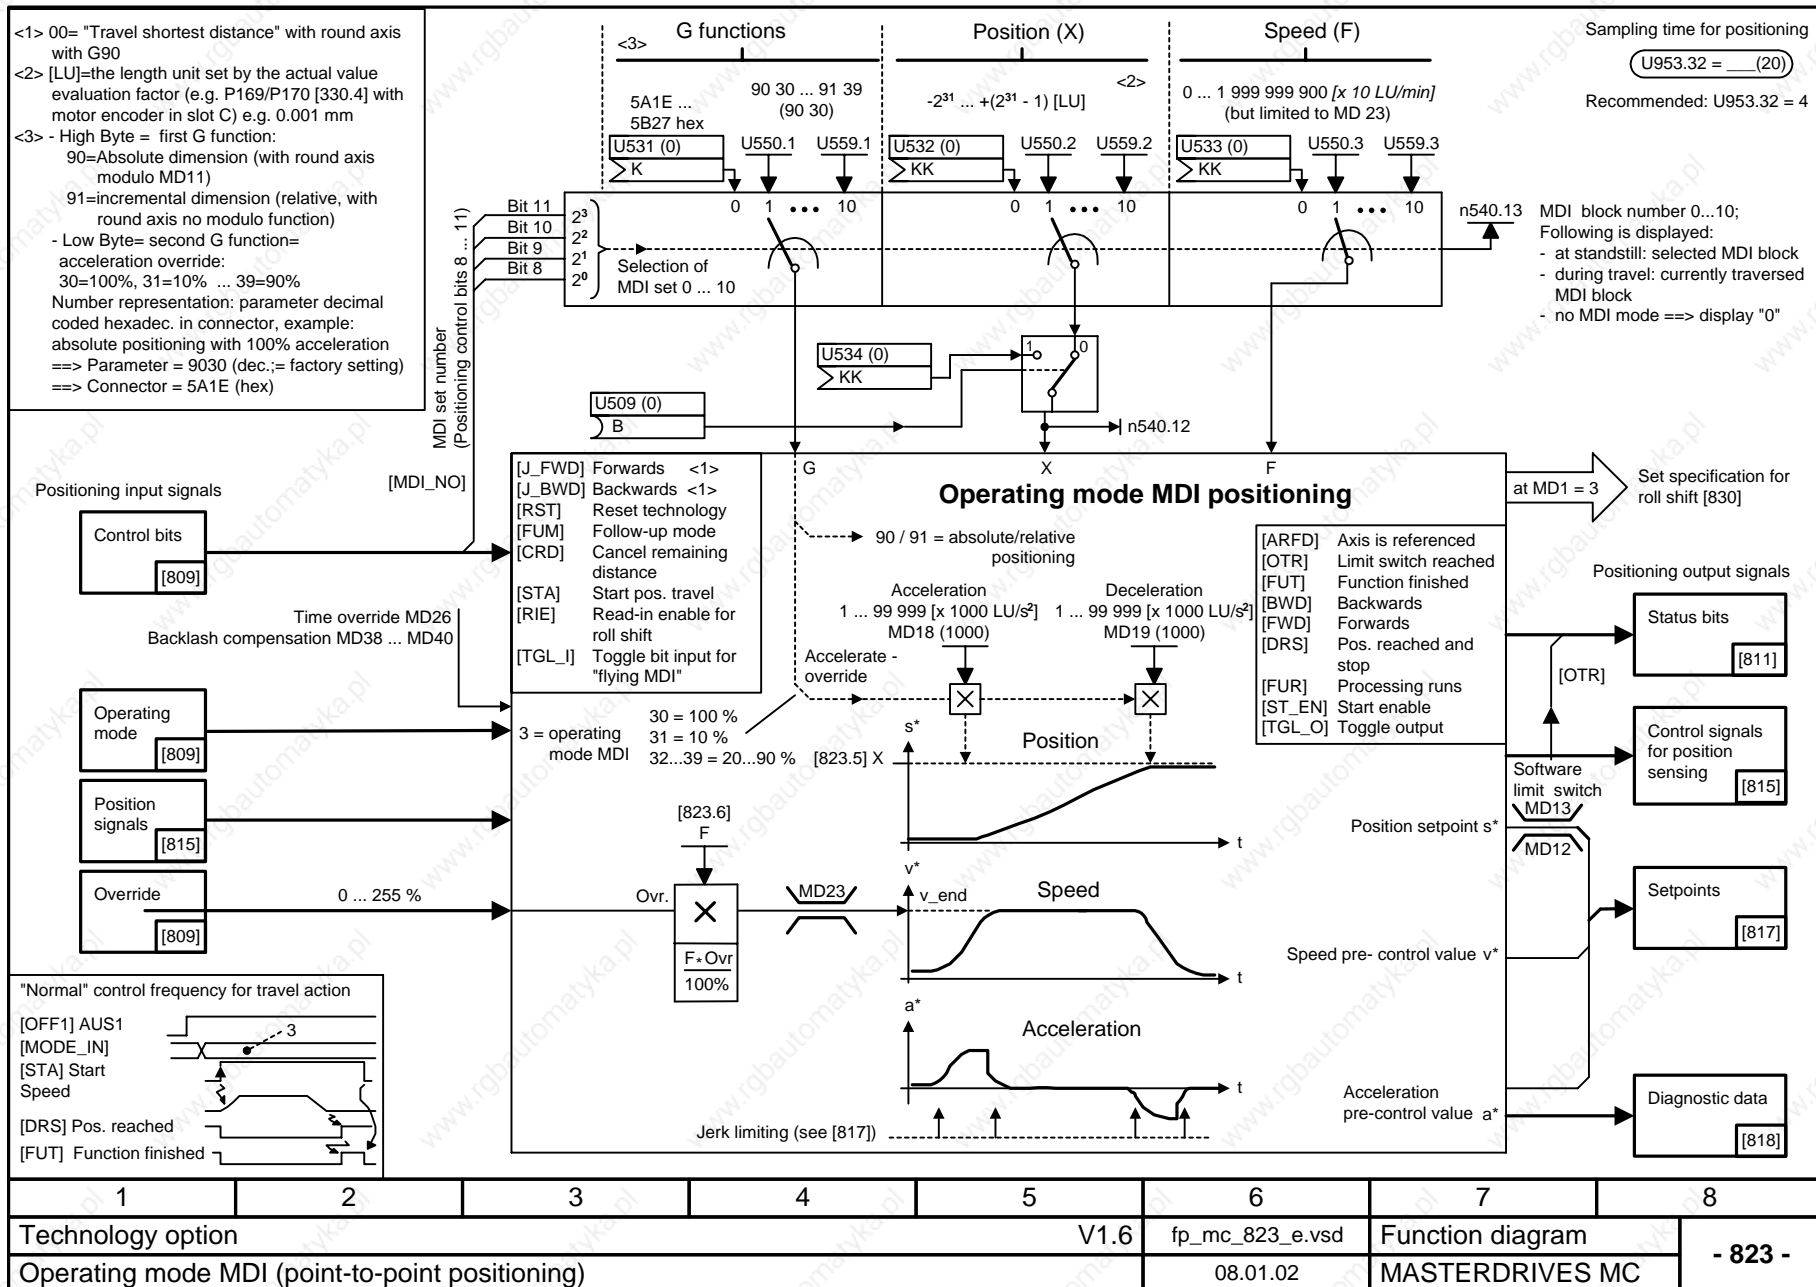 <1> 00= "Travel shortest distance" with round axis
with G90
<2> [LU]=the length unit set by the actual value
evaluation factor (e.g. P169/P170 [330.4] with
motor encoder in slot C) e.g. 0.001 mm
<3> - High Byte = first G function:
90=Absolute dimension (with round axis
modulo MD11)
91=incremental dimension (relative, with
round axis no modulo function)
- Low Byte= second G function=
acceleration override:
30=100%, 31=10% ... 39=90%
Number representation: parameter decimal
coded hexadec. in connector, example:
absolute positioning with 100% acceleration
==> Parameter = 9030 (dec.;= factory setting)
==> Connector = 5A1E (hex)
<3>
G functions
5A1E ...
5B27 hex
90 30 ... 91 39
(90 30)
U531 (0)
K
U550.1
U559.1
0 1 ••• 10
Position (X)
<2>
-2³¹ ... +(2³¹ - 1) [LU]
U532 (0)
KK
U550.2
U559.2
0 1 ••• 10
Speed (F)
0 ... 1 999 999 900 [x 10 LU/min]
(but limited to MD 23)
U533 (0)
KK
U550.3
U559.3
0 1 ••• 10
Sampling time for positioning
U953.32 = ___(20)
Recommended: U953.32 = 4
n540.13
MDI block number 0...10;
Following is displayed:
- at standstill: selected MDI block
- during travel: currently traversed
MDI block
- no MDI mode ==> display "0"
MDI set number
(Positioning control bits 8 ... 11)
Bit 11
Bit 10
Bit 9
Bit 8
2³
2²
2¹
2⁰
Selection of
MDI set 0 ... 10
U534 (0)
KK
1
0
U509 (0)
B
n540.12
[MDI_NO]
Positioning input signals
Control bits
[809]
Time override MD26
Backlash compensation MD38 ... MD40
Operating
mode
[809]
Position
signals
[815]
Override
[809]
0 ... 255 %
[J_FWD] Forwards <1>
[J_BWD] Backwards <1>
[RST] Reset technology
[FUM] Follow-up mode
[CRD] Cancel remaining
distance
[STA] Start pos. travel
[RIE] Read-in enable for
roll shift
[TGL_I] Toggle bit input for
"flying MDI"
3 = operating
mode MDI
G
X
F
Operating mode MDI positioning
90 / 91 = absolute/relative
positioning
Acceleration
1 ... 99 999 [x 1000 LU/s²]
MD18 (1000)
Deceleration
1 ... 99 999 [x 1000 LU/s²]
MD19 (1000)
Accelerate -
override
30 = 100 %
31 = 10 %
32...39 = 20...90 %
[823.5] X
s*
Position
t
[823.6]
F
Ovr.
F*Ovr
100%
MD23
v*
v_end
Speed
t
a*
Acceleration
t
Jerk limiting (see [817])
[ARFD] Axis is referenced
[OTR] Limit switch reached
[FUT] Function finished
[BWD] Backwards
[FWD] Forwards
[DRS] Pos. reached and
stop
[FUR] Processing runs
[ST_EN] Start enable
[TGL_O] Toggle output
at MD1 = 3
Set specification for
roll shift [830]
Positioning output signals
Status bits
[811]
[OTR]
Control signals
for position
sensing
[815]
Software
limit switch
MD13
Position setpoint s*
MD12
Setpoints
[817]
Speed pre- control value v*
Acceleration
pre-control value a*
Diagnostic data
[818]
"Normal" control frequency for travel action
[OFF1] AUS1
3
[MODE_IN]
[STA] Start
Speed
[DRS] Pos. reached
[FUT] Function finished
1 2 3 4 5 6 7 8
Technology option V1.6 fp_mc_823_e.vsd Function diagram
- 823 -
Operating mode MDI (point-to-point positioning) 08.01.02 MASTERDRIVES MC
www.rgbautomatyka.pl